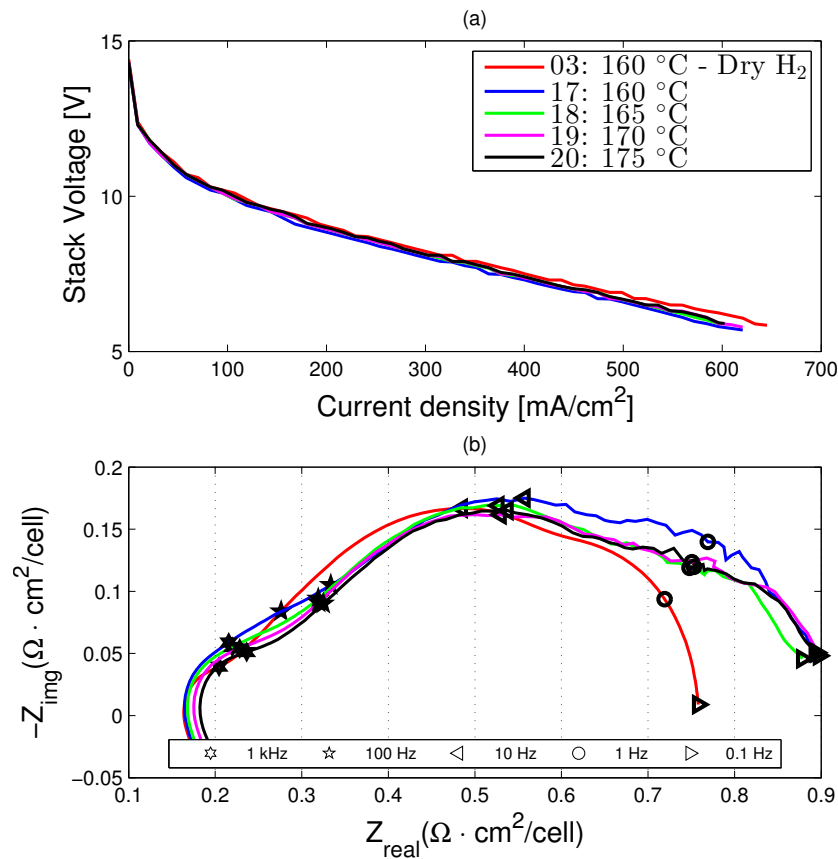 (a)
15
10
5
Stack Voltage [V]
03: 160 °C - Dry H₂
17: 160 °C
18: 165 °C
19: 170 °C
20: 175 °C
0 100 200 300 400 500 600 700
Current density [mA/cm²]
(b)
0.2
0.15
0.1
0.05
0
−0.05
-Z_img(Ω · cm²/cell)
1 kHz 100 Hz 10 Hz 1 Hz 0.1 Hz
0.1 0.2 0.3 0.4 0.5 0.6 0.7 0.8 0.9
Z_real(Ω · cm²/cell)